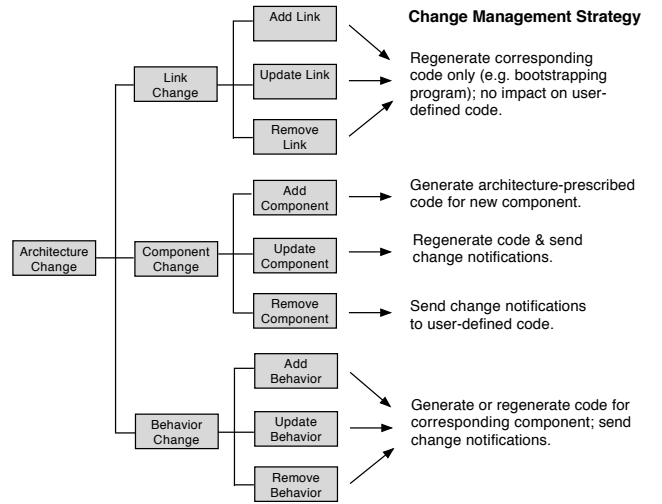 Change Management Strategy
Add Link
Link
Change
Update Link
Remove
Link
Regenerate corresponding
code only (e.g. bootstrapping
program); no impact on user-
defined code.
Architecture
Change
Component
Change
Add
Component
Generate architecture-prescribed
code for new component.
Update
Component
Regenerate code & send
change notifications.
Remove
Component
Send change notifications
to user-defined code.
Behavior
Change
Add
Behavior
Update
Behavior
Remove
Behavior
Generate or regenerate code for
corresponding component; send
change notifications.